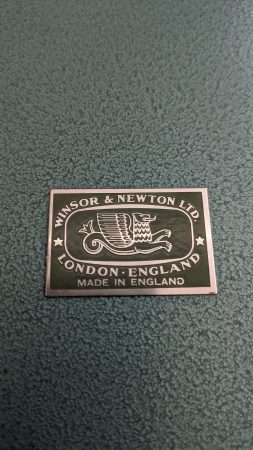 WINSOR & NEWTON LTD.
LONDON · ENGLAND
MADE IN ENGLAND